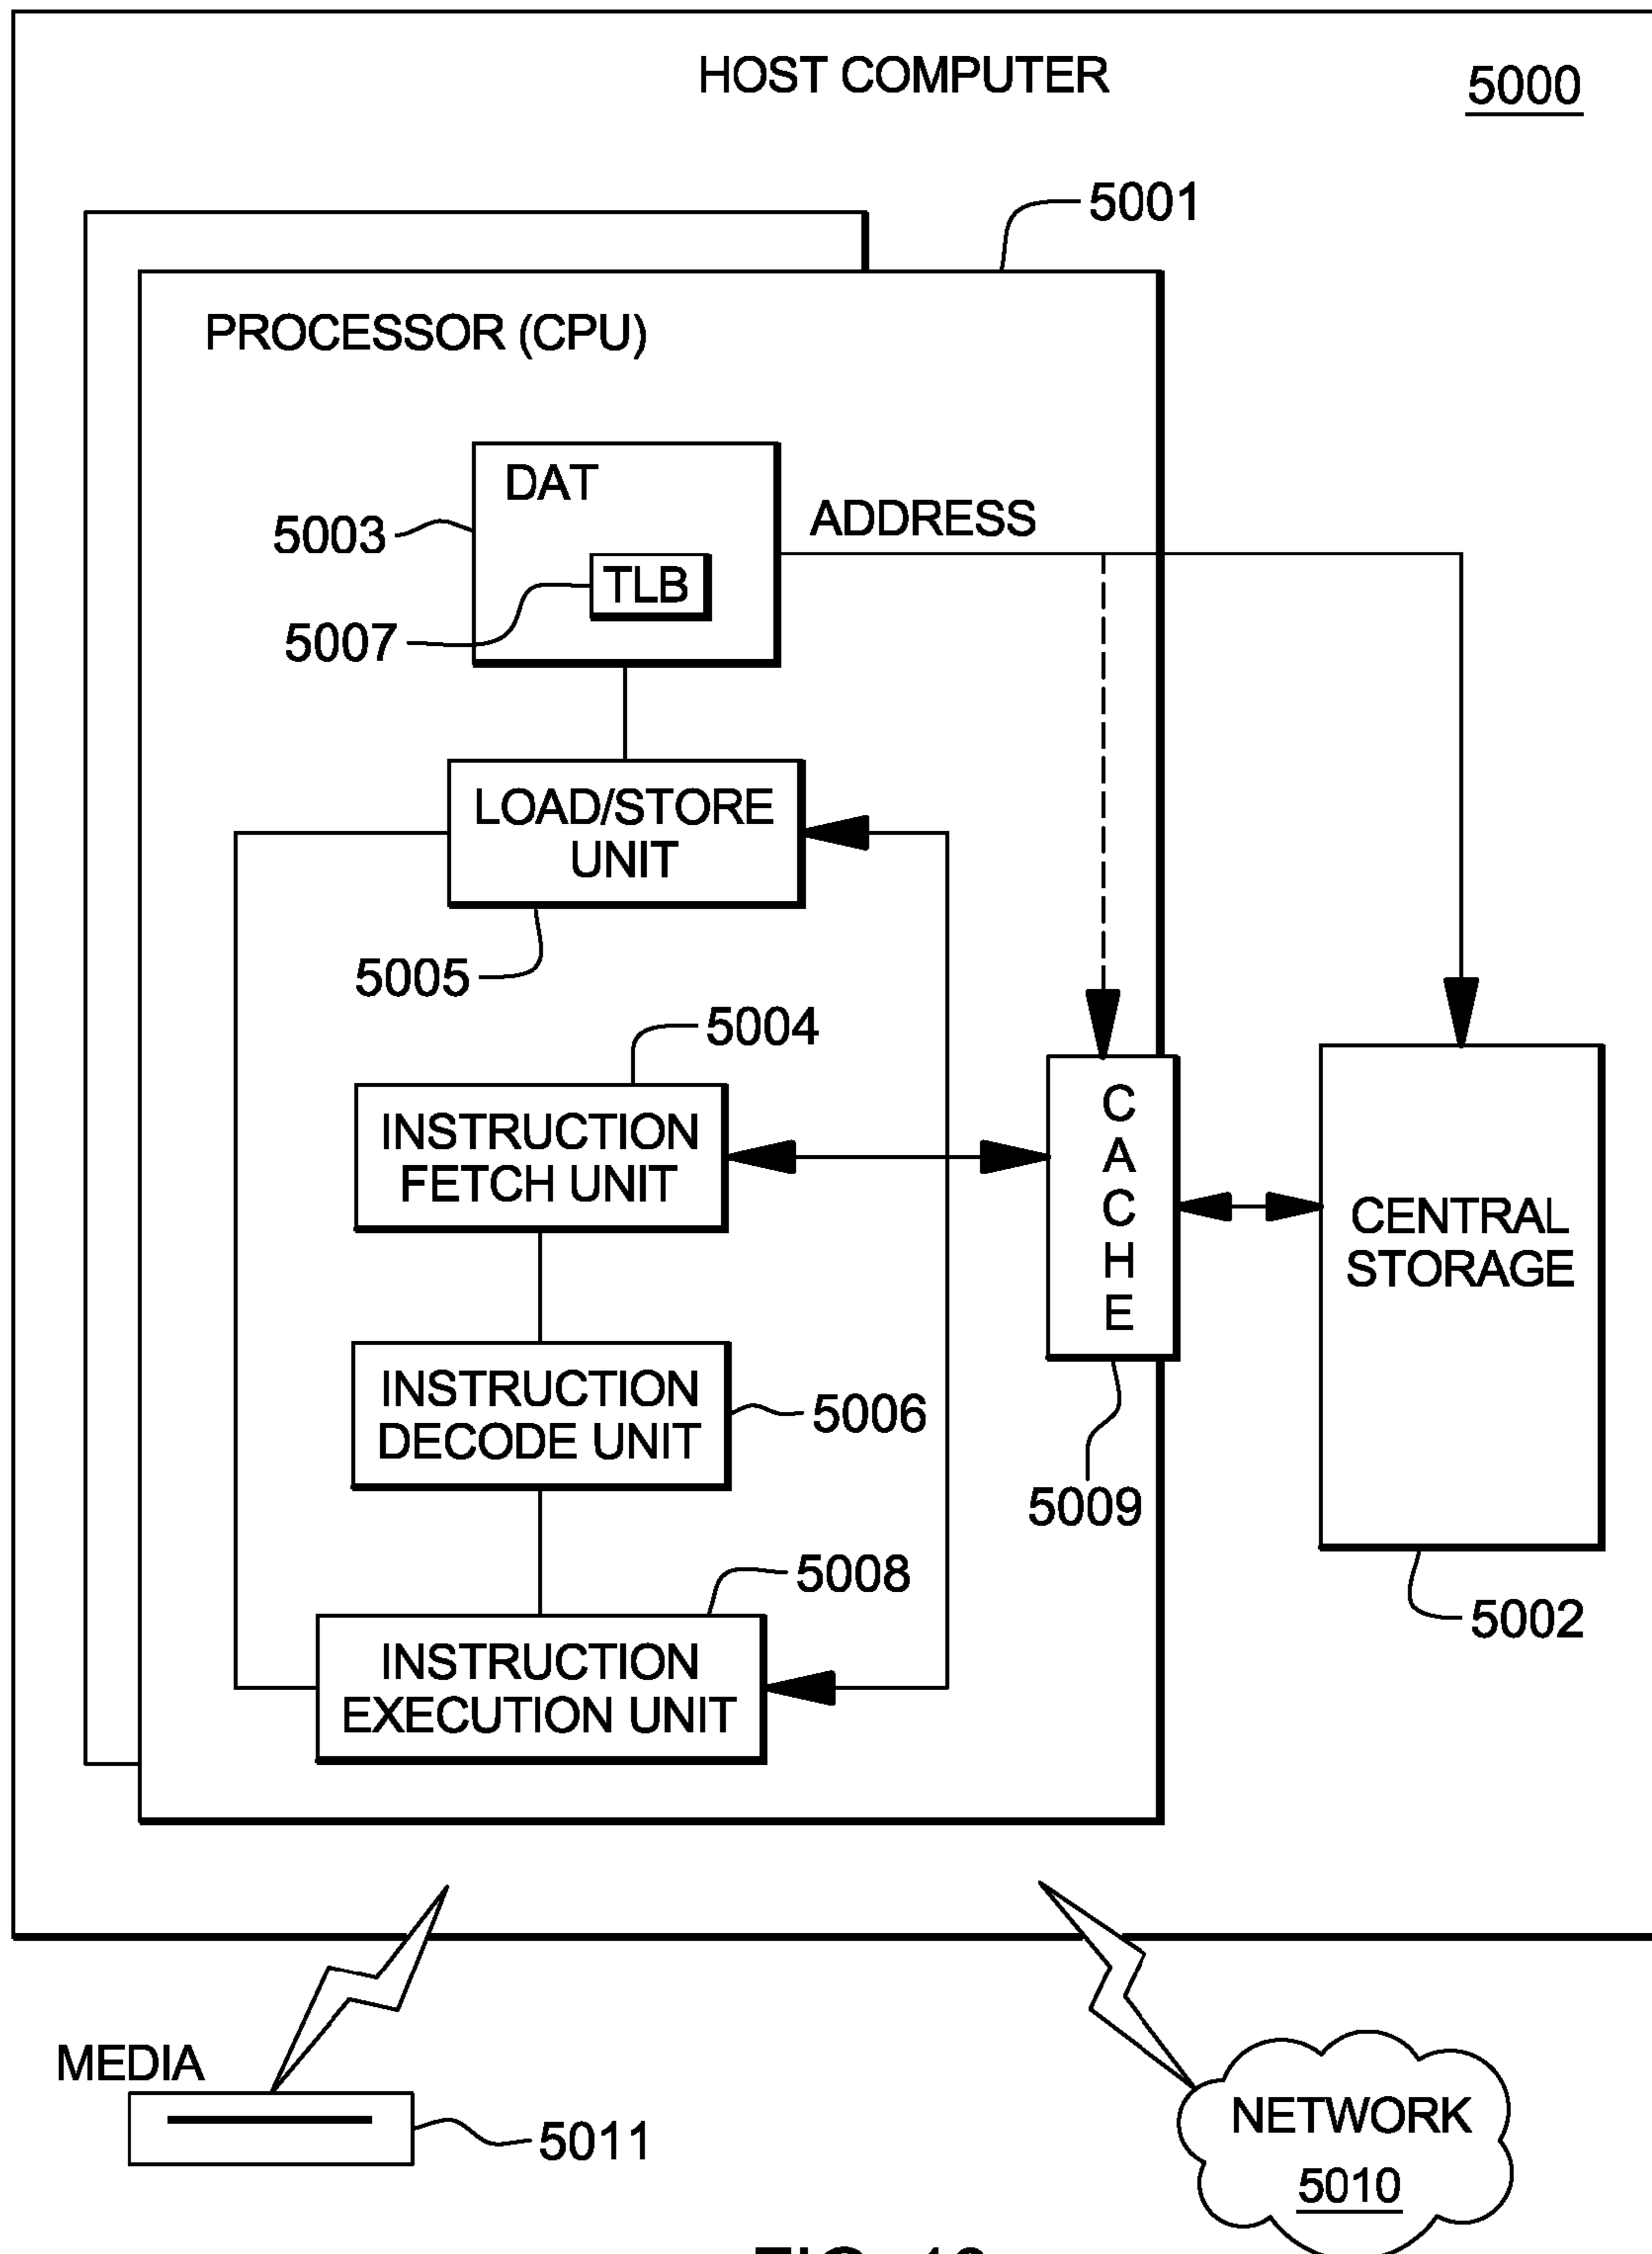 HOST COMPUTER
5000
5001
PROCESSOR (CPU)
DAT
ADDRESS
5003
TLB
5007
LOAD/STORE
UNIT
5005
5004
INSTRUCTION
FETCH UNIT
CACHE
CENTRAL
STORAGE
INSTRUCTION
DECODE UNIT
5006
5009
5008
5002
INSTRUCTION
EXECUTION UNIT
MEDIA
5011
NETWORK
5010